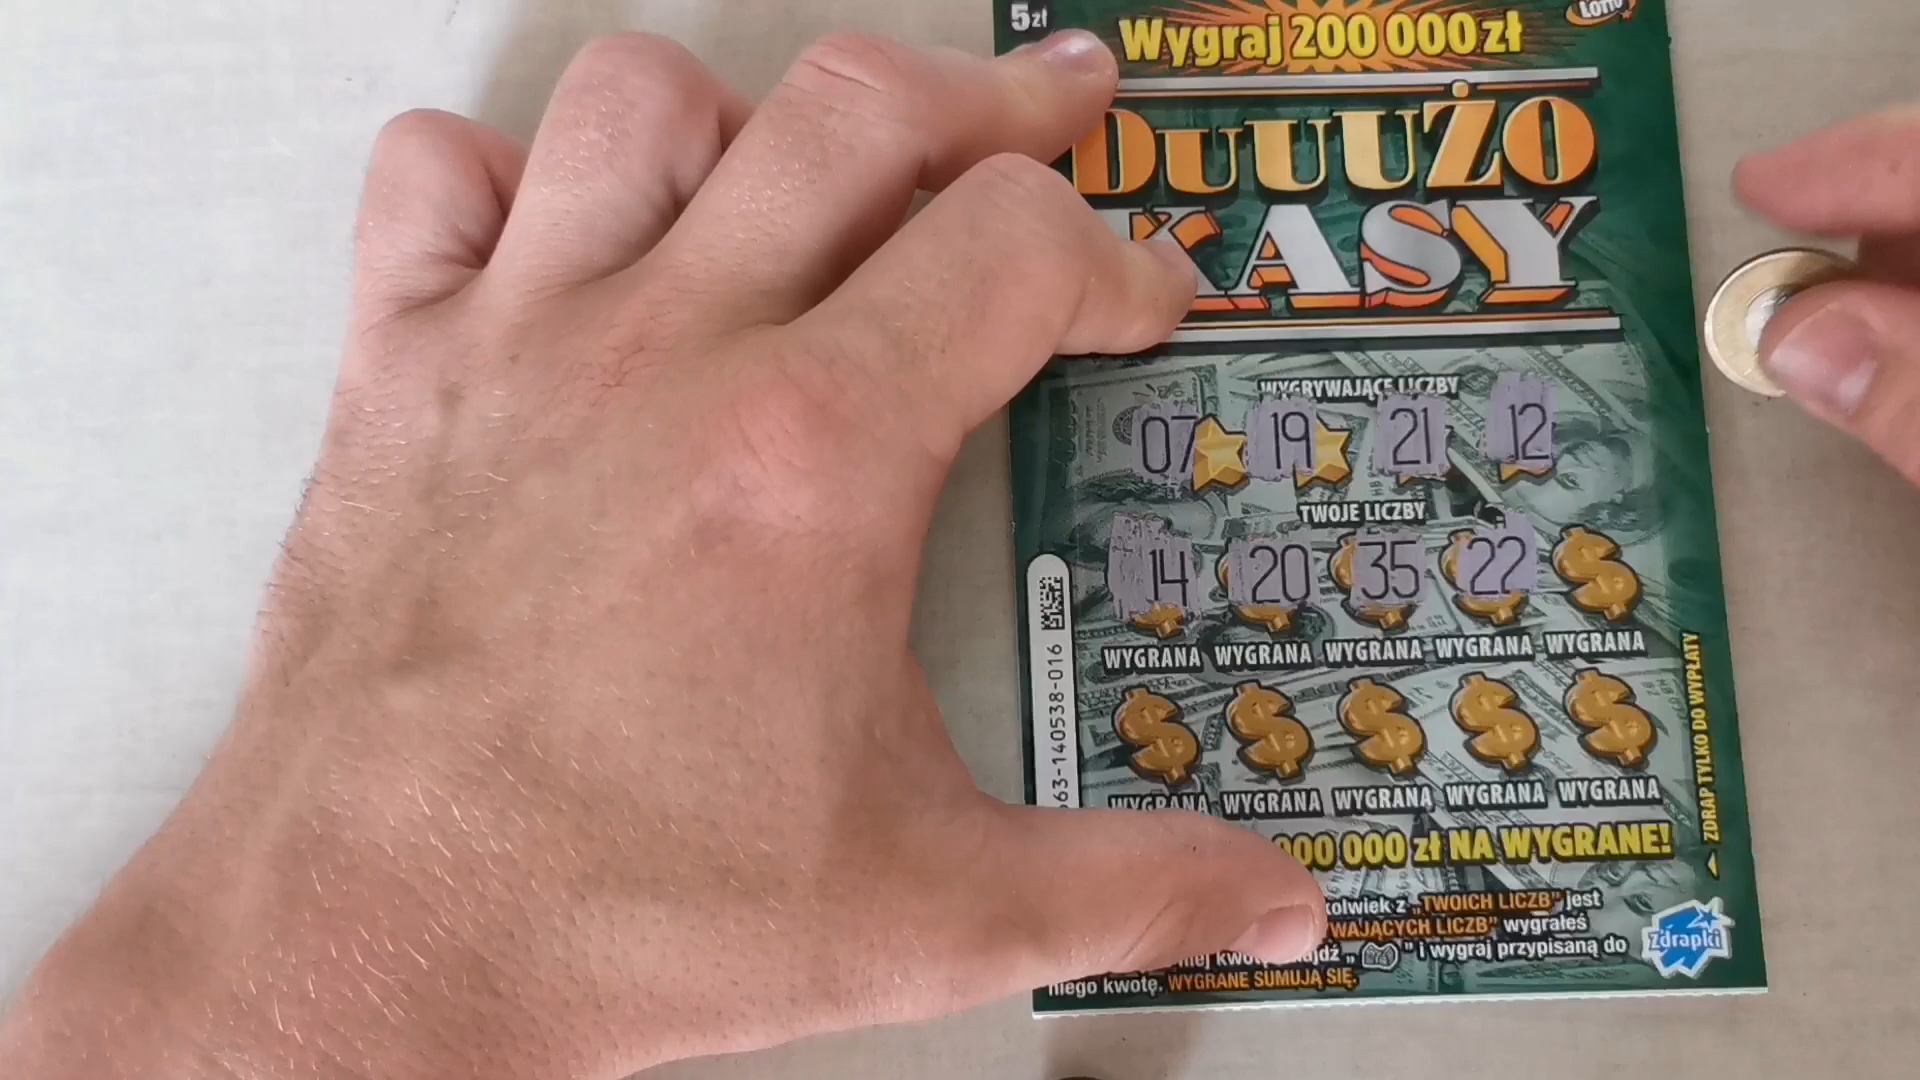 5zł
Wygraj 200 000 zł
LOTTO
DUUUŻO
KASY
WYGRYWAJĄCE LICZBY
07 19 21 12
TWOJE LICZBY
14 20 35 22
WYGRANA WYGRANA WYGRANA WYGRANA WYGRANA
WYGRANA WYGRANA WYGRANA WYGRANA WYGRANA
63-140538-016
ZDRAP TYLKO DO WYPŁATY
000 000 zł NA WYGRANE!
z „TWOICH LICZB" jest
LICZB" wygrałeś
" i wygraj przypisaną do
niego kwotę. WYGRANE SUMUJĄ SIĘ.
Zdrapki